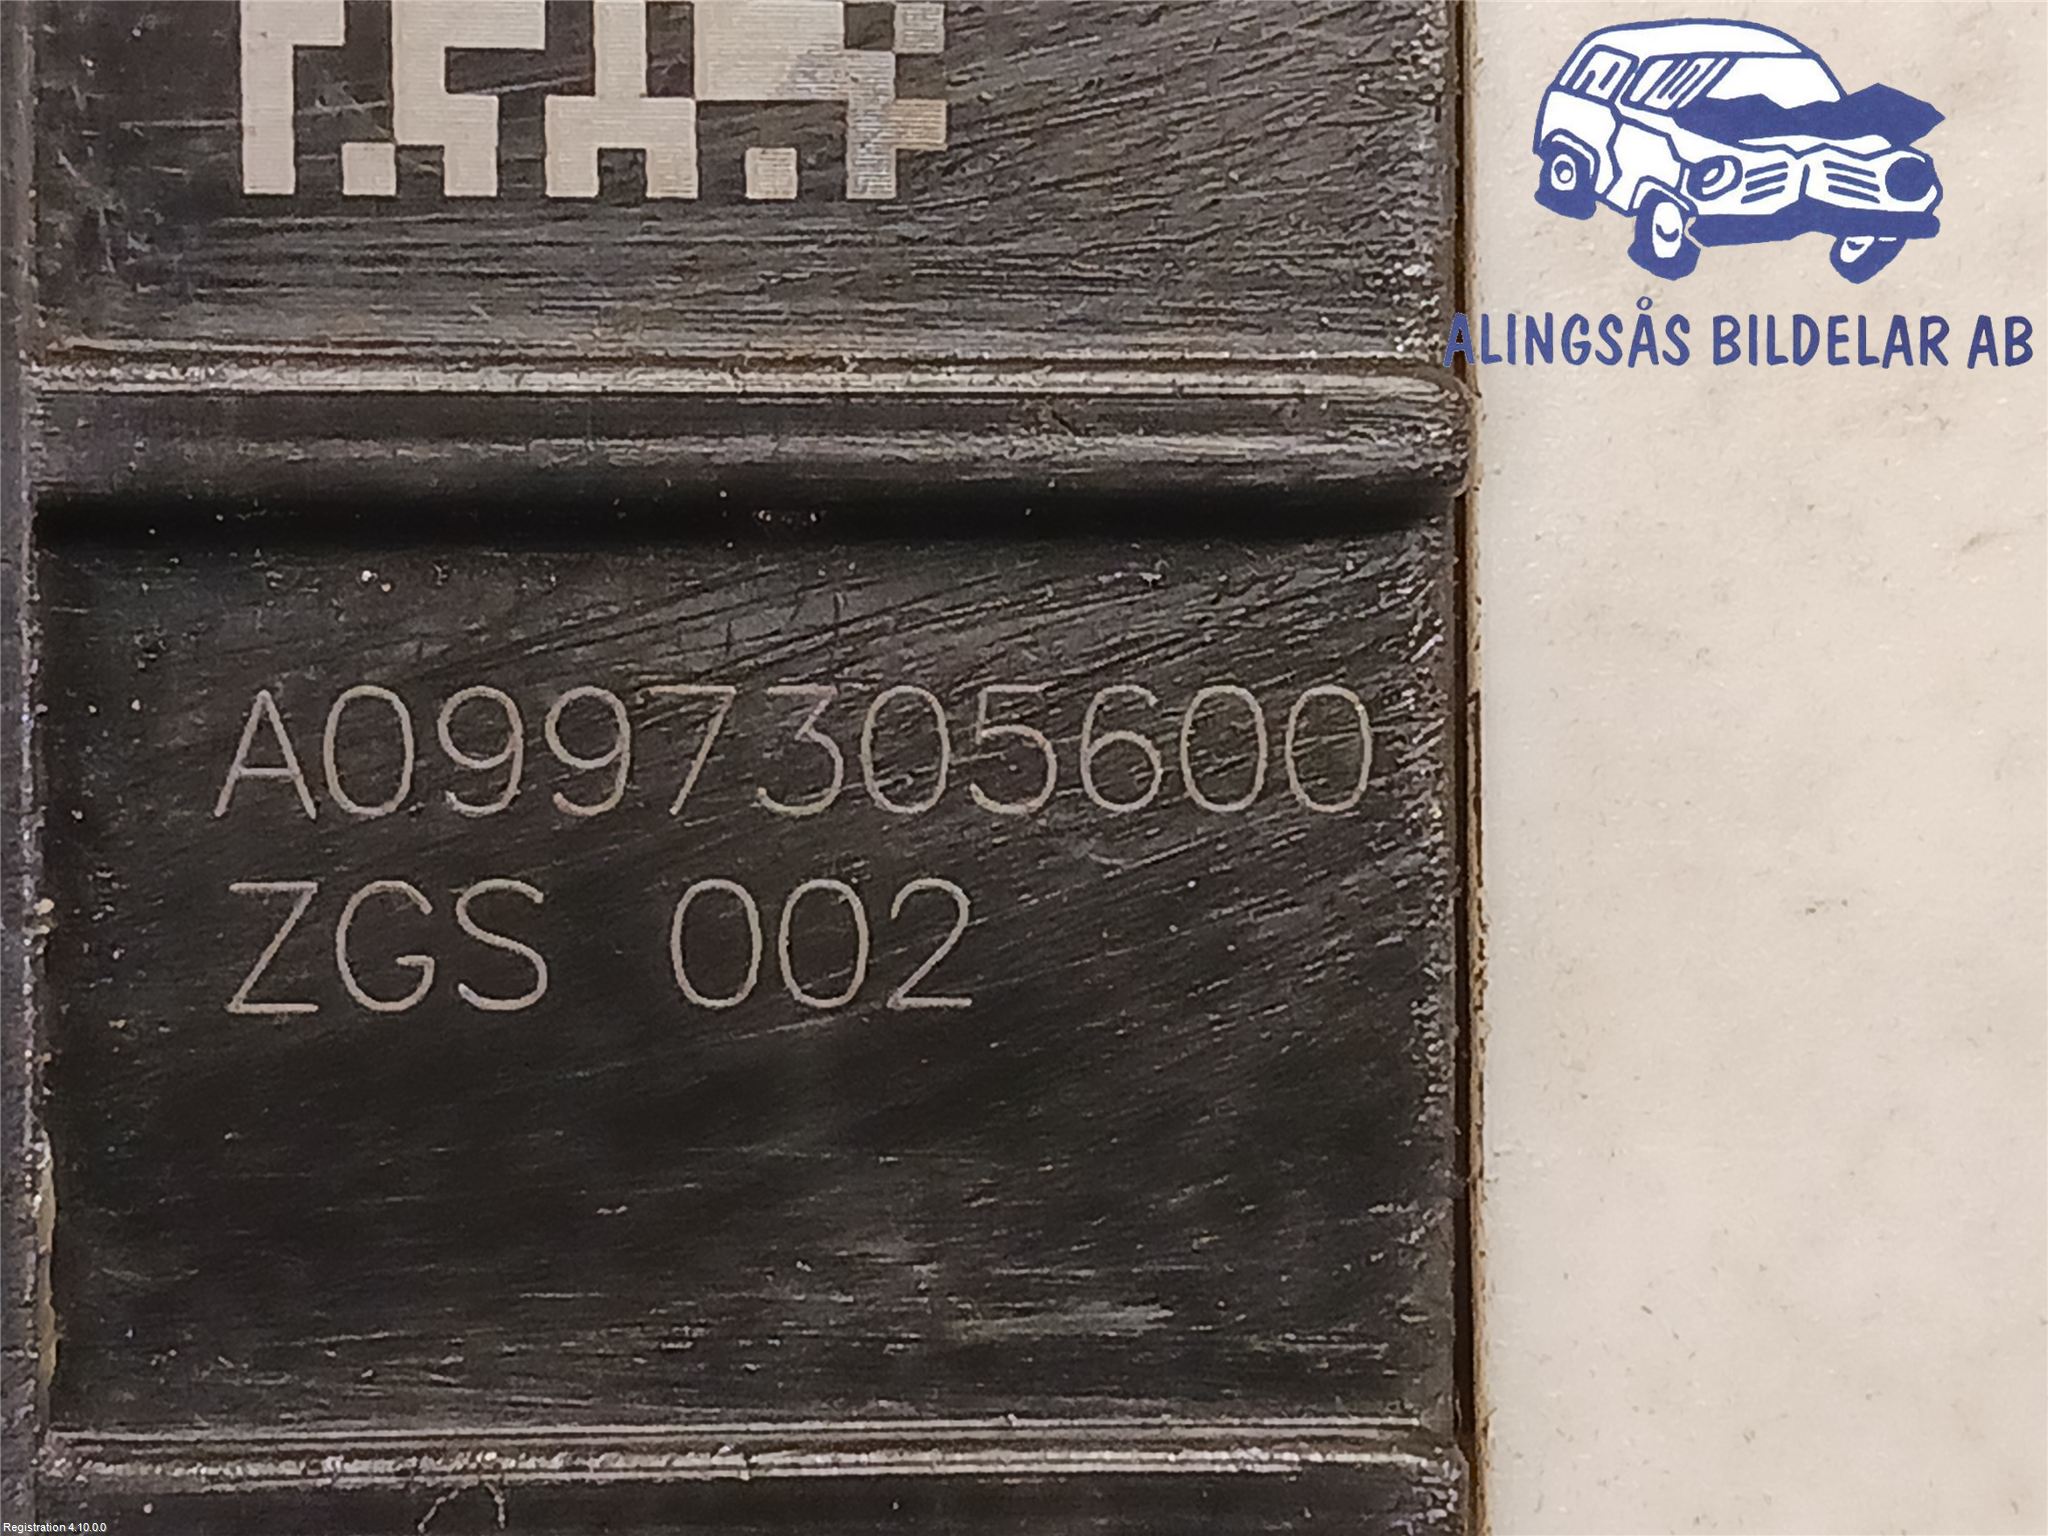 ALINGSÅS BILDELAR AB
A0997305600
ZGS 002
Registration 4.10.0.0